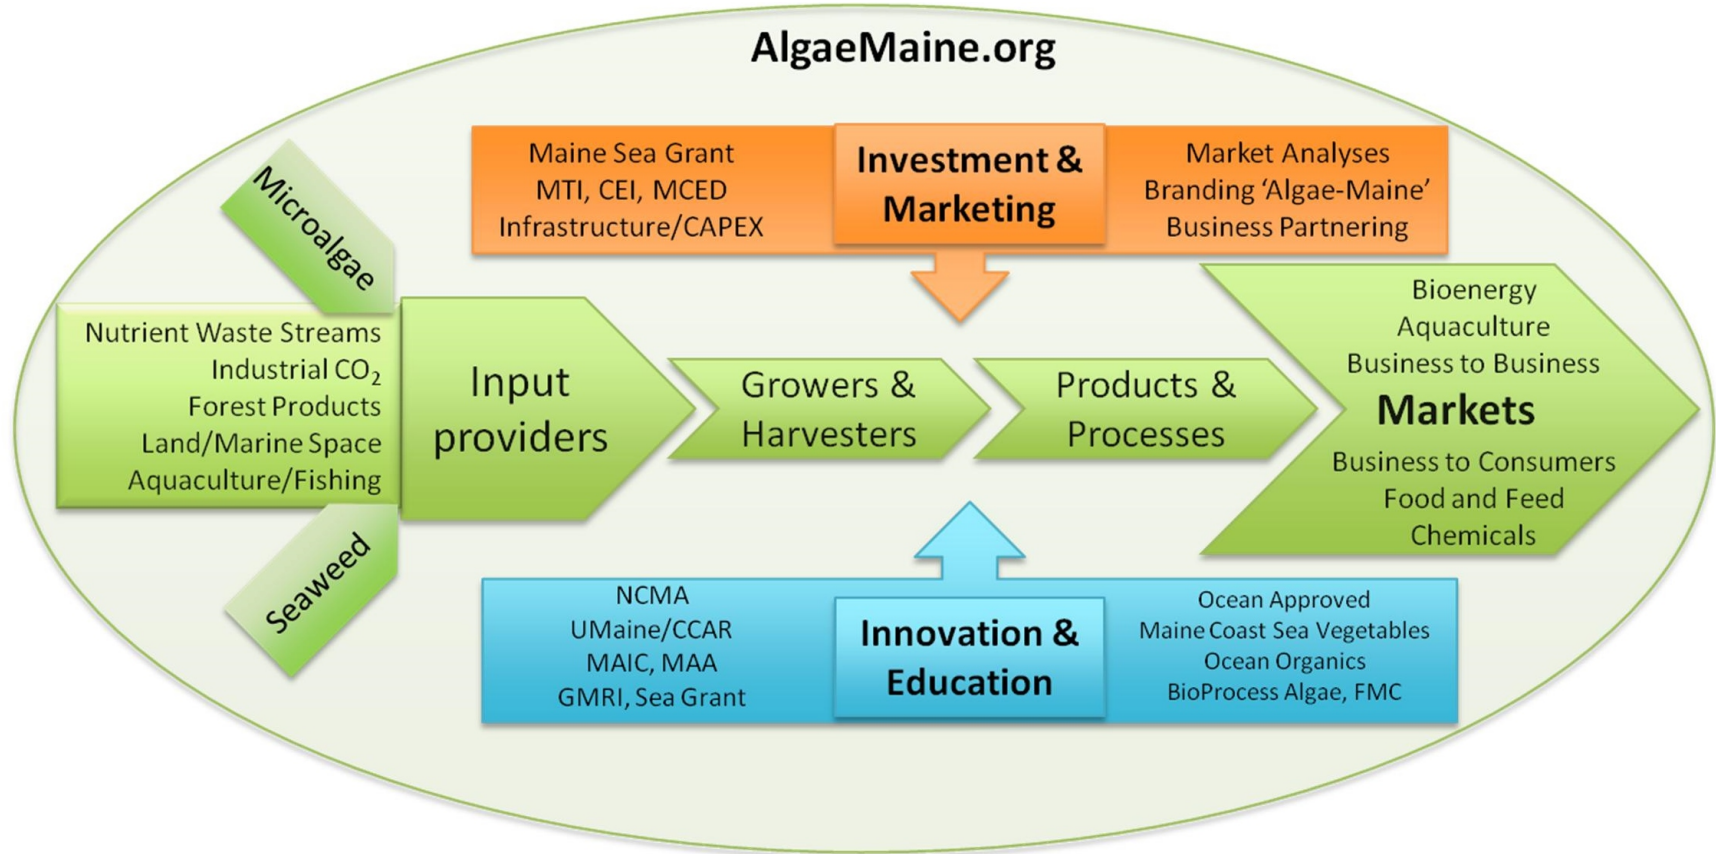 AlgaeMaine.org
Maine Sea Grant
MTI, CEI, MCED
Infrastructure/CAPEX
Investment &
Marketing
Market Analyses
Branding ‘Algae-Maine’
Business Partnering
Microalgae
Nutrient Waste Streams
Industrial CO₂
Forest Products
Land/Marine Space
Aquaculture/Fishing
Seaweed
Input
providers
Growers &
Harvesters
Products &
Processes
Bioenergy
Aquaculture
Business to Business
Markets
Business to Consumers
Food and Feed
Chemicals
NCMA
UMaine/CCAR
MAIC, MAA
GMRI, Sea Grant
Innovation &
Education
Ocean Approved
Maine Coast Sea Vegetables
Ocean Organics
BioProcess Algae, FMC